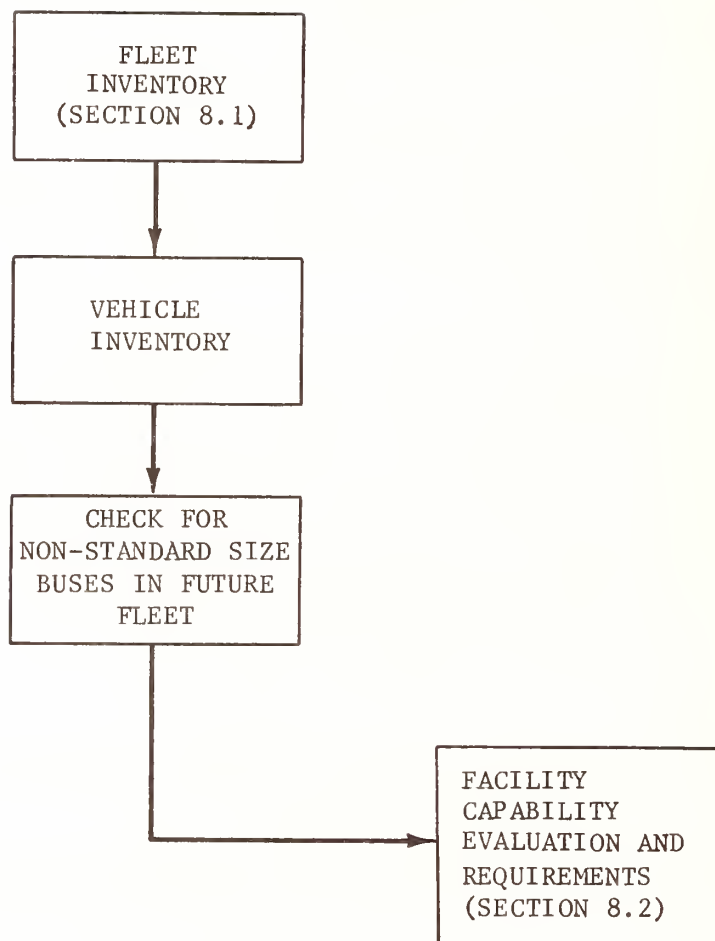 FLEET
INVENTORY
(SECTION 8.1)
VEHICLE
INVENTORY
CHECK FOR
NON-STANDARD SIZE
BUSES IN FUTURE
FLEET
FACILITY
CAPABILITY
EVALUATION AND
REQUIREMENTS
(SECTION 8.2)